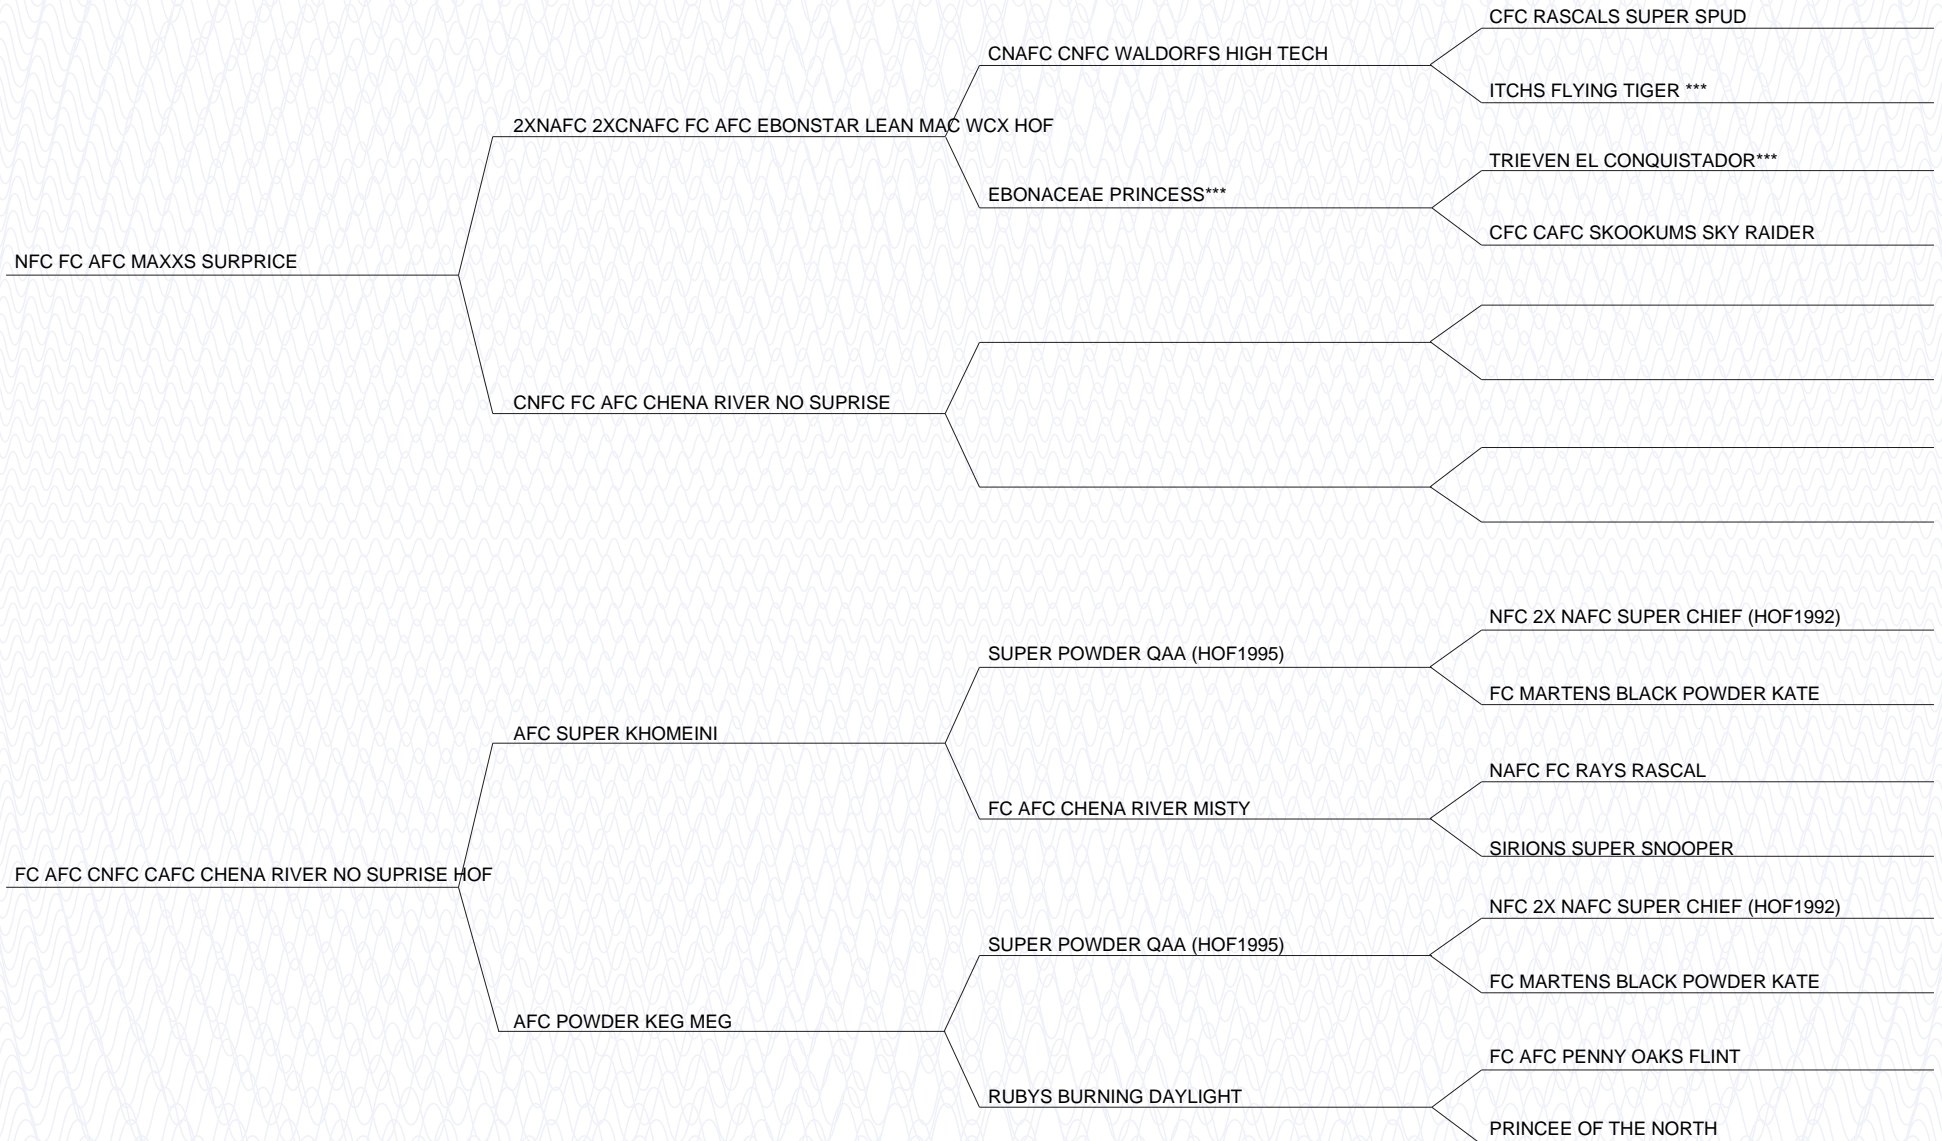 CFC RASCALS SUPER SPUD
CNAFC CNFC WALDORFS HIGH TECH
ITCHS FLYING TIGER ***
2XNAFC 2XCNAFC FC AFC EBONSTAR LEAN MAC WCX HOF
TRIEVEN EL CONQUISTADOR***
EBONACEAE PRINCESS***
CFC CAFC SKOOKUMS SKY RAIDER
NFC FC AFC MAXXS SURPRICE
CNFC FC AFC CHENA RIVER NO SUPRISE
NFC 2X NAFC SUPER CHIEF (HOF1992)
SUPER POWDER QAA (HOF1995)
FC MARTENS BLACK POWDER KATE
AFC SUPER KHOMEINI
NAFC FC RAYS RASCAL
FC AFC CHENA RIVER MISTY
SIRIONS SUPER SNOOPER
FC AFC CNFC CAFC CHENA RIVER NO SUPRISE HOF
NFC 2X NAFC SUPER CHIEF (HOF1992)
SUPER POWDER QAA (HOF1995)
FC MARTENS BLACK POWDER KATE
AFC POWDER KEG MEG
FC AFC PENNY OAKS FLINT
RUBYS BURNING DAYLIGHT
PRINCEE OF THE NORTH